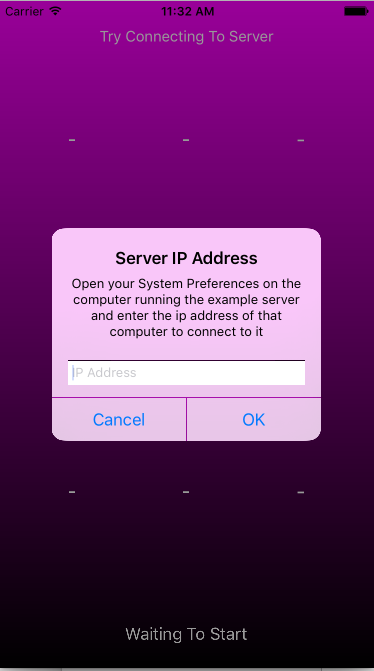 Carrier 11:32 AM
Try Connecting To Server
- - -
Server IP Address
Open your System Preferences on the
computer running the example server
and enter the ip address of that
computer to connect to it
IP Address
Cancel OK
- - -
Waiting To Start